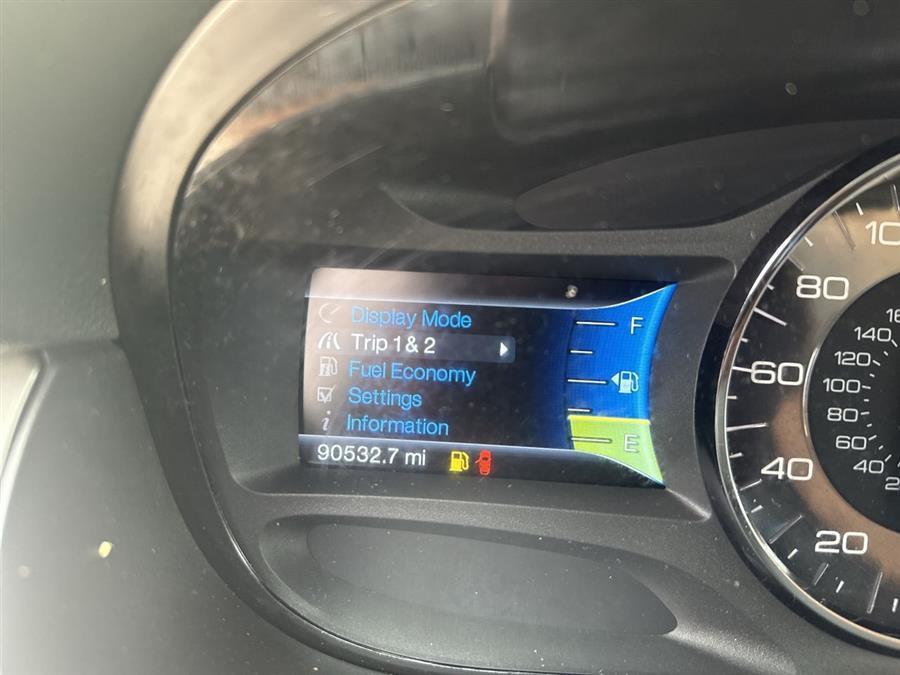 Display Mode
Trip 1 & 2
Fuel Economy
Settings
Information
90532.7 mi
F
E
80
60
40
20
140
120
100
80
60
40